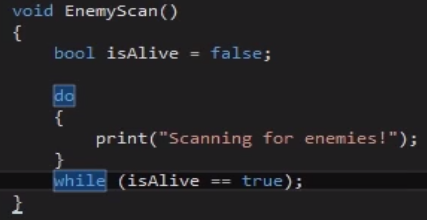 void EnemyScan()
{
    bool isAlive = false;

    do
    {
        print("Scanning for enemies!");
    }
    while (isAlive == true);
}